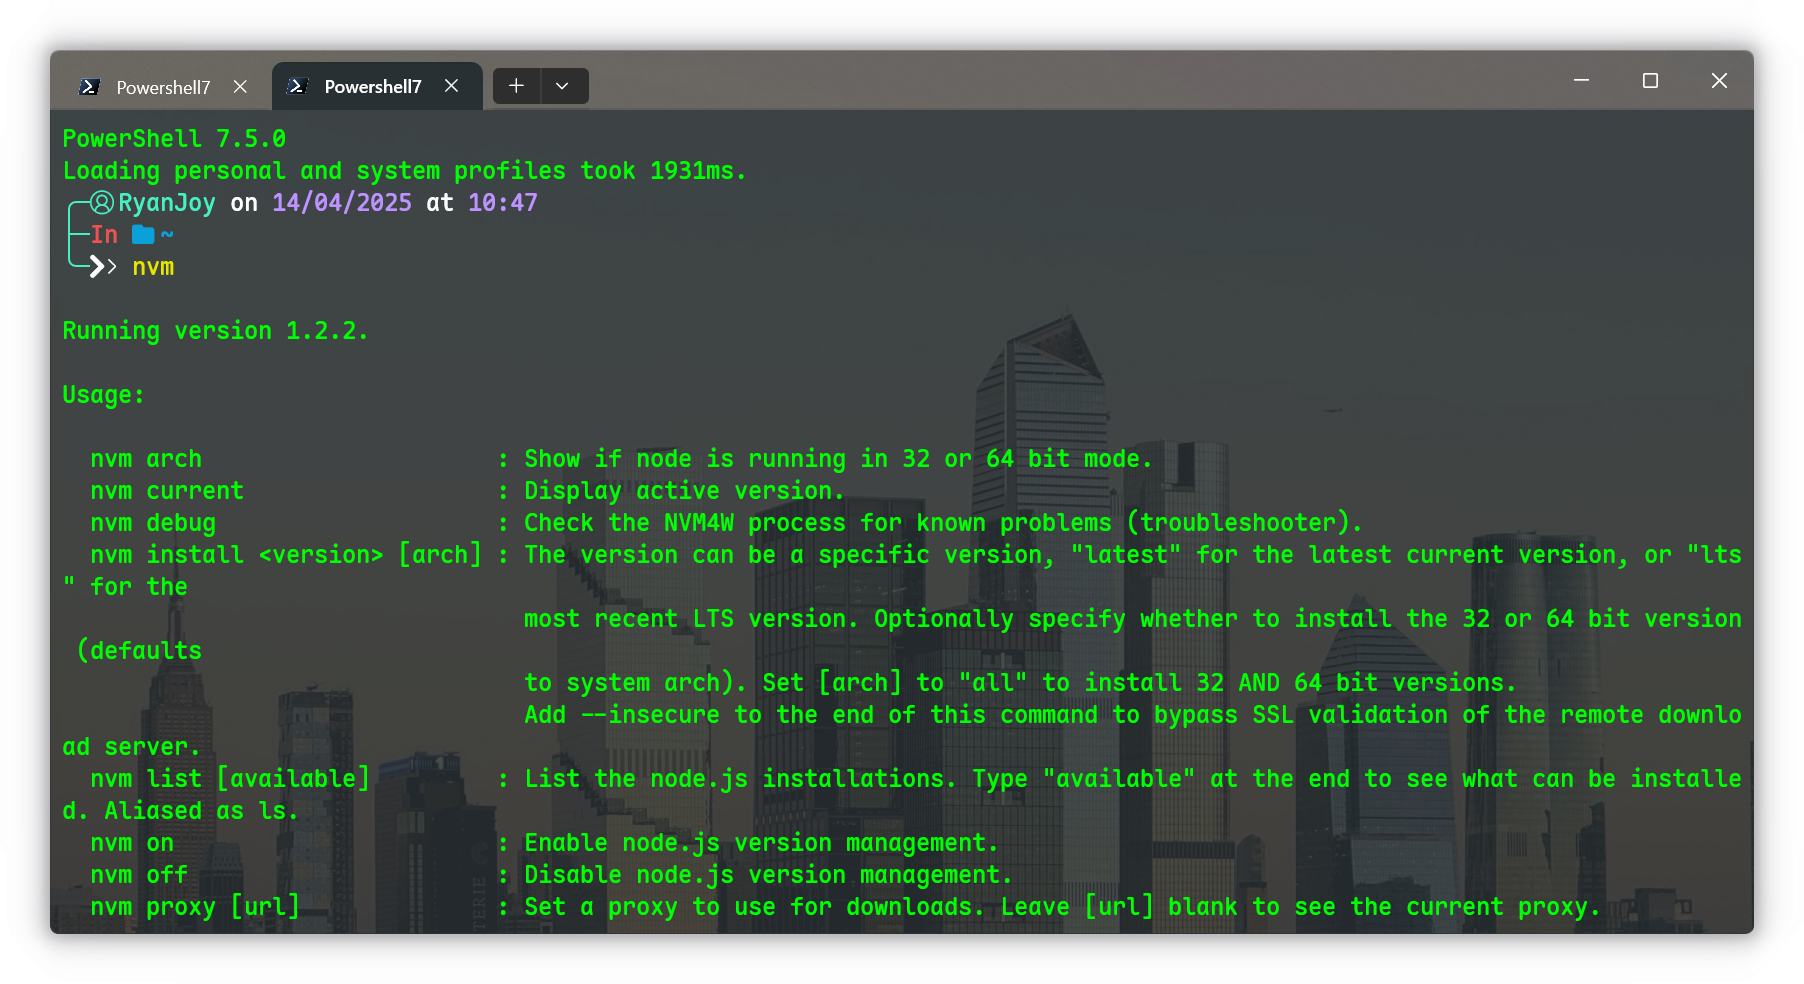 Powershell7
Powershell7
PowerShell 7.5.0
Loading personal and system profiles took 1931ms.
RyanJoy on 14/04/2025 at 10:47
In ~
nvm
Running version 1.2.2.
Usage:
nvm arch : Show if node is running in 32 or 64 bit mode.
nvm current : Display active version.
nvm debug : Check the NVM4W process for known problems (troubleshooter).
nvm install <version> [arch] : The version can be a specific version, "latest" for the latest current version, or "lts
" for the
most recent LTS version. Optionally specify whether to install the 32 or 64 bit version
(defaults
to system arch). Set [arch] to "all" to install 32 AND 64 bit versions.
Add --insecure to the end of this command to bypass SSL validation of the remote downlo
ad server.
nvm list [available] : List the node.js installations. Type "available" at the end to see what can be installe
d. Aliased as ls.
nvm on : Enable node.js version management.
nvm off : Disable node.js version management.
nvm proxy [url] : Set a proxy to use for downloads. Leave [url] blank to see the current proxy.